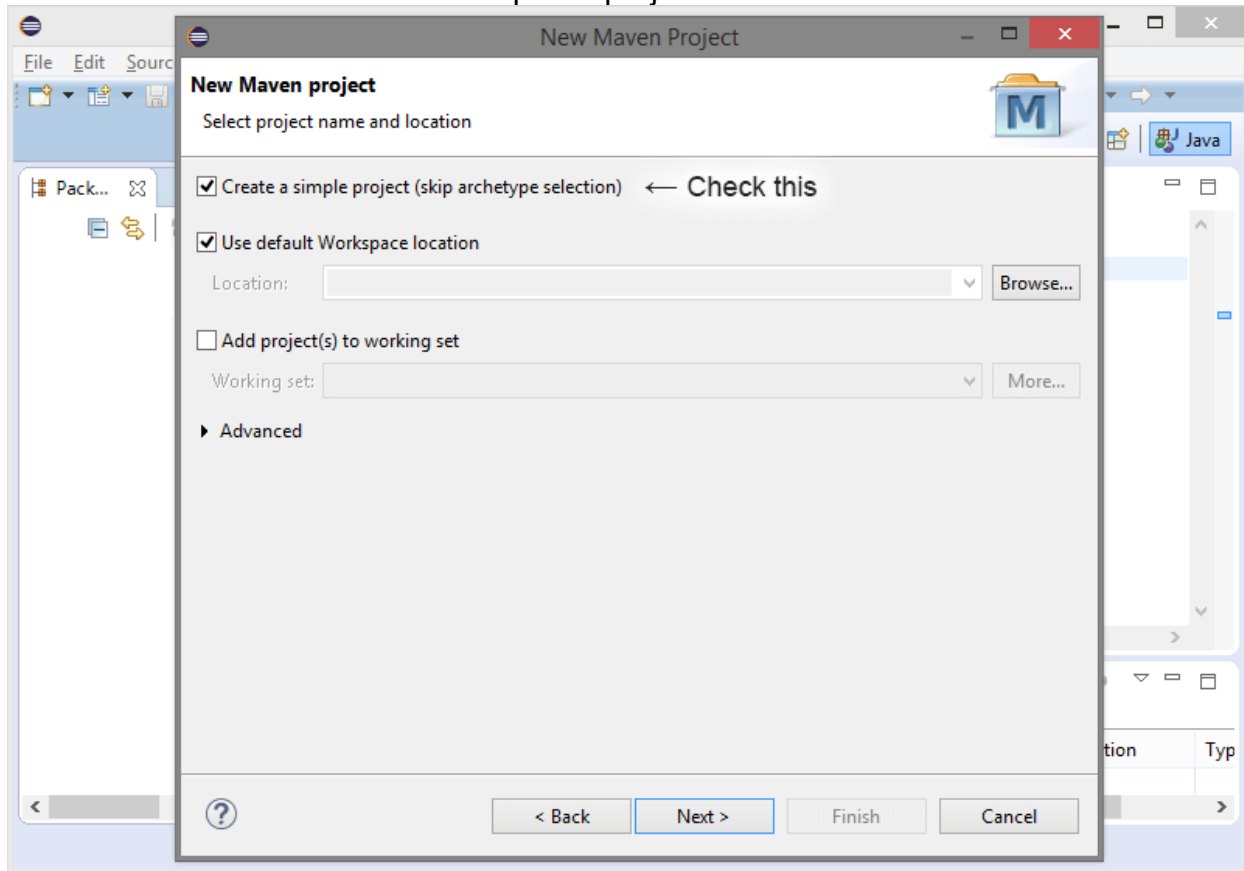 New Maven Project
File Edit Sourc
New Maven project
Select project name and location
M
Java
Pack...
Create a simple project (skip archetype selection) ← Check this
Use default Workspace location
Location:
Browse...
Add project(s) to working set
Working set:
More...
Advanced
tion Typ
? < Back Next > Finish Cancel